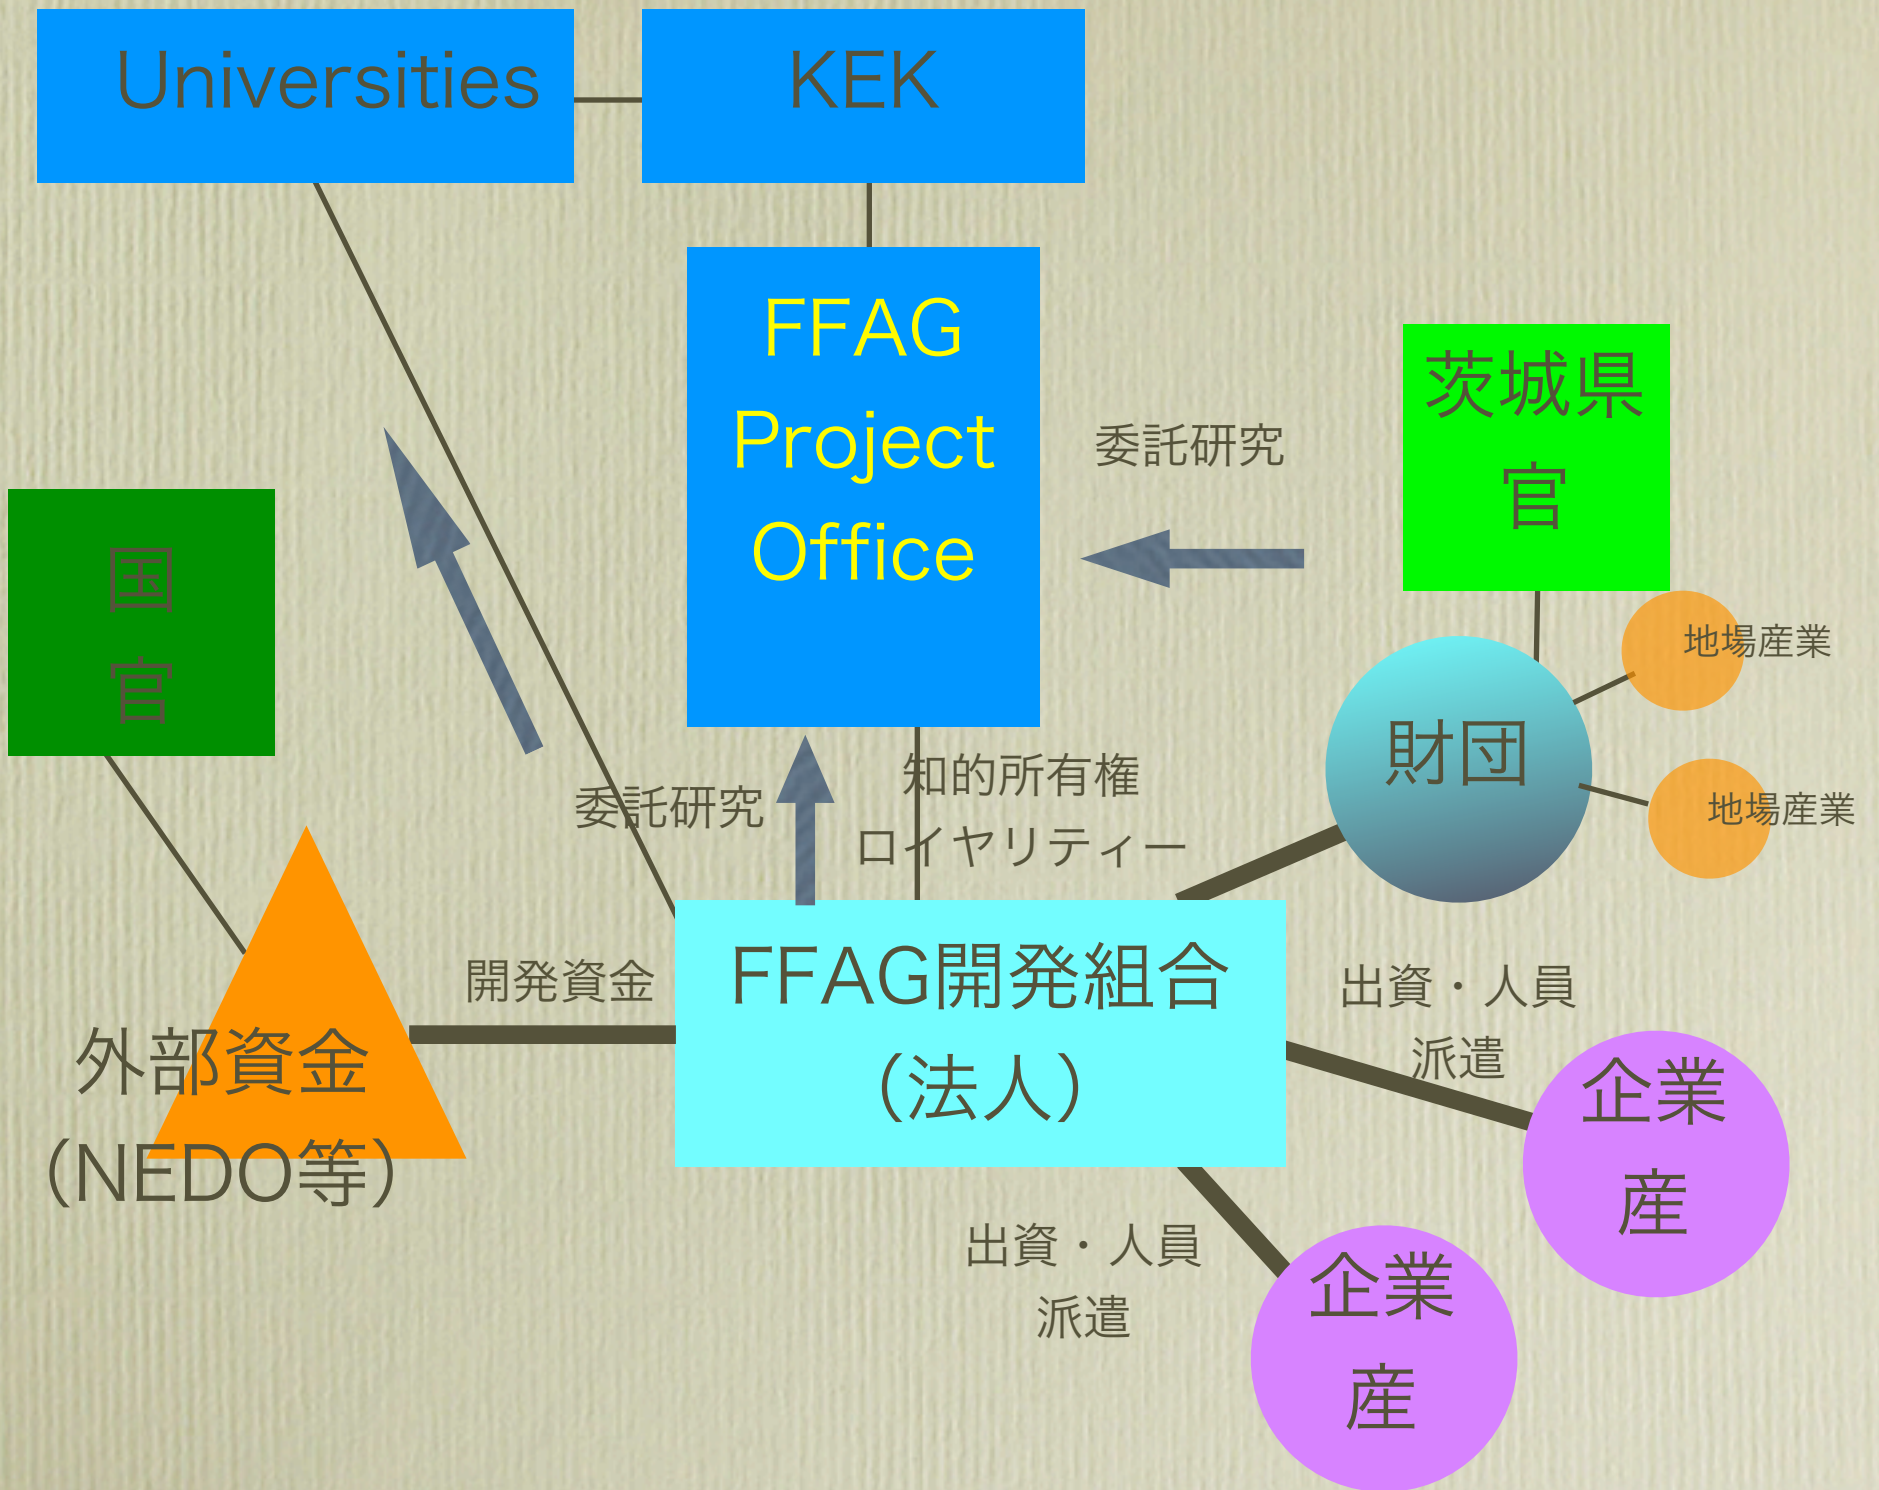 Universities
KEK
FFAG
Project
Office
茨城県
官
委託研究
国
官
地場産業
財団
地場産業
委託研究
知的所有権
ロイヤリティー
FFAG開発組合
（法人）
開発資金
外部資金
（NEDO等）
出資・人員
派遣
企業
産
出資・人員
派遣
企業
産